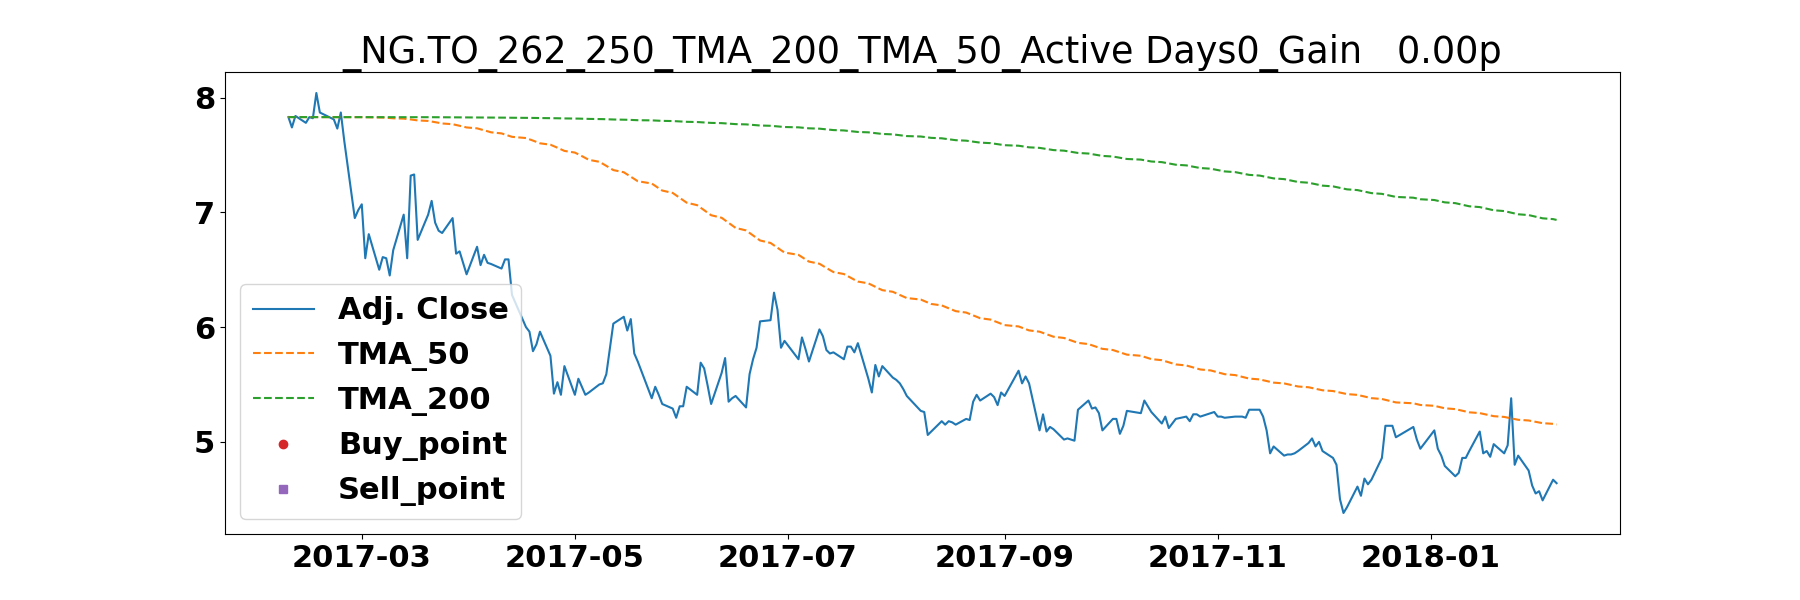 _NG.TO_262_250_TMA_200_TMA_50_Active Days0_Gain   0.00p
8
7
6
5
Adj. Close
TMA_50
TMA_200
Buy_point
Sell_point
2017-03 2017-05 2017-07 2017-09 2017-11 2018-01